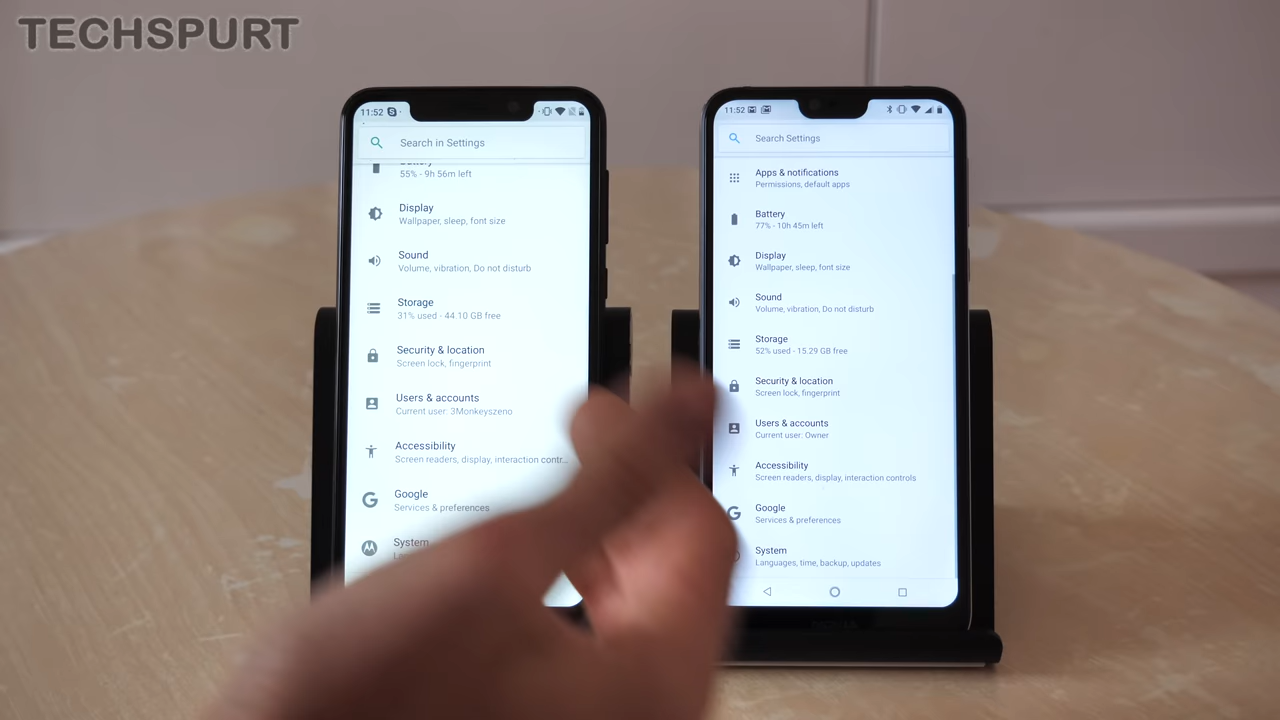 TECHSPURT
11:52
Search in Settings
Battery
55% - 9h 56m left
Display
Wallpaper, sleep, font size
Sound
Volume, vibration, Do not disturb
Storage
31% used - 44.10 GB free
Security & location
Screen lock, fingerprint
Users & accounts
Current user: 3Monkeyszeno
Accessibility
Screen readers, display, interaction contr...
Google
Services & preferences
System
11:52
Search Settings
Apps & notifications
Permissions, default apps
Battery
77% - 10h 45m left
Display
Wallpaper, sleep, font size
Sound
Volume, vibration, Do not disturb
Storage
52% used - 15.29 GB free
Security & location
Screen lock, fingerprint
Users & accounts
Current user: Owner
Accessibility
Screen readers, display, interaction controls
Google
Services & preferences
System
Languages, time, backup, updates
NOKIA